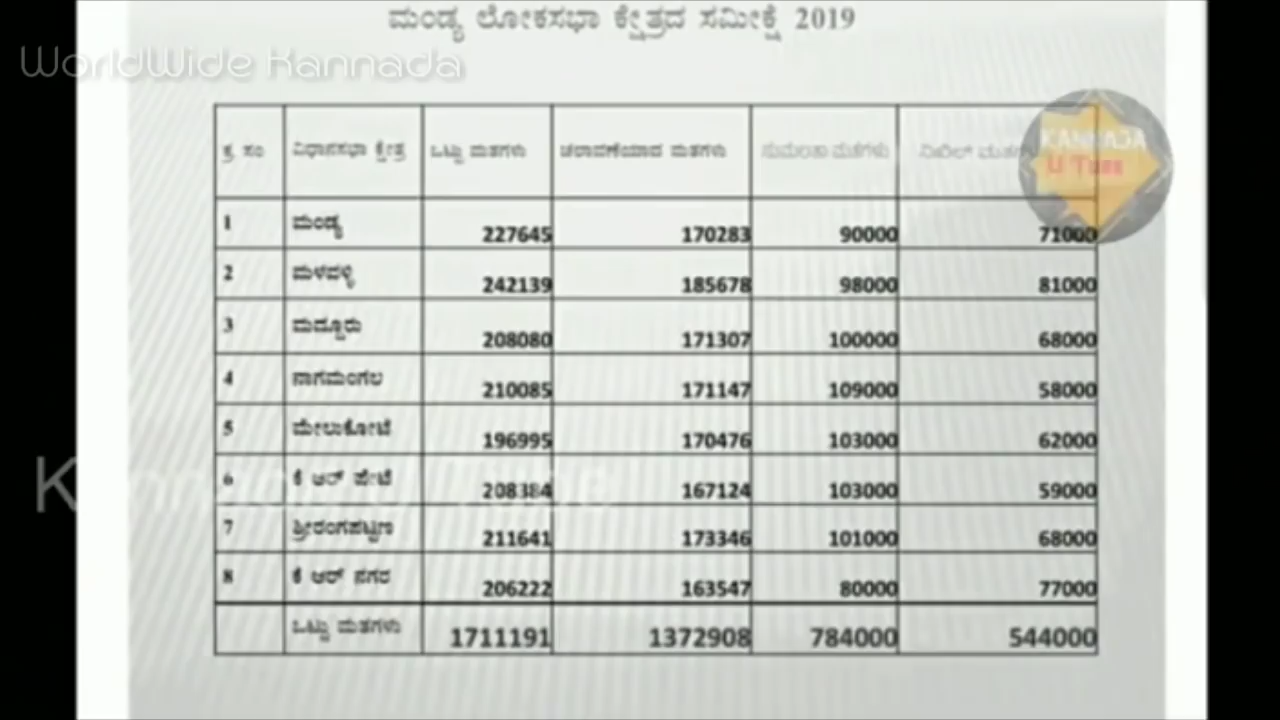 ಮಂಡ್ಯ ಲೋಕಸಭಾ ಕ್ಷೇತ್ರದ ಸಮೀಕ್ಷೆ 2019
WorldWide Kannada
ಕ್ರ ಸಂ ವಿಧಾನಸಭಾ ಕ್ಷೇತ್ರ ಒಟ್ಟು ಮತಗಳು ಚಲಾವಣೆಯಾದ ಮತಗಳು ಸುಮಲತಾ ಮತಗಳು ನಿಖಿಲ್
KANNADA
U Tube
1 ಮಂಡ್ಯ 227645 170283 90000 71000
2 ಮಳವಳ್ಳಿ 242139 185678 98000 81000
3 ಮದ್ದೂರು 208080 171307 100000 68000
4 ನಾಗಮಂಗಲ 210085 171147 109000 58000
5 ಮೇಲುಕೋಟೆ 196995 170476 103000 62000
6 ಕೆ ಆರ್ ಪೇಟೆ 208384 167124 103000 59000
7 ಶ್ರೀರಂಗಪಟ್ಟಣ 211641 173346 101000 68000
8 ಕೆ ಆರ್ ನಗರ 206222 163547 80000 77000
ಒಟ್ಟು ಮತಗಳು 1711191 1372908 784000 544000